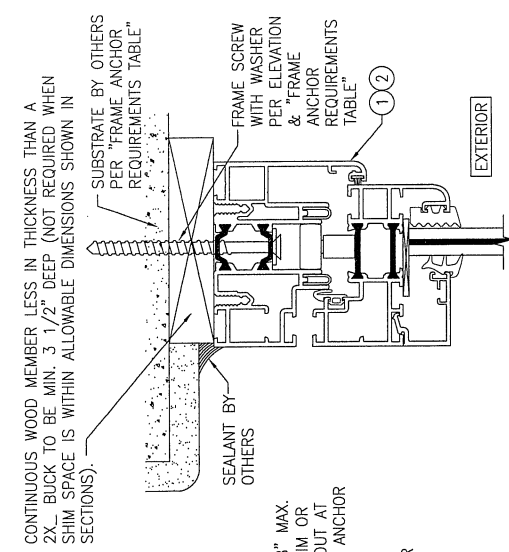 CONTINUOUS WOOD MEMBER LESS IN THICKNESS THAN A
2X_ BUCK TO BE MIN. 3 1/2" DEEP (NOT REQUIRED WHEN
SHIM SPACE IS WITHIN ALLOWABLE DIMENSIONS SHOWN IN
SECTIONS).
SUBSTRATE BY OTHERS
PER "FRAME ANCHOR
REQUIREMENTS TABLE"
FRAME SCREW
WITH WASHER
PER ELEVATION
& "FRAME
ANCHOR
REQUIREMENTS
TABLE"
1 2
EXTERIOR
SEALANT BY
OTHERS
" MAX.
IM OR
OUT AT
ANCHOR
R